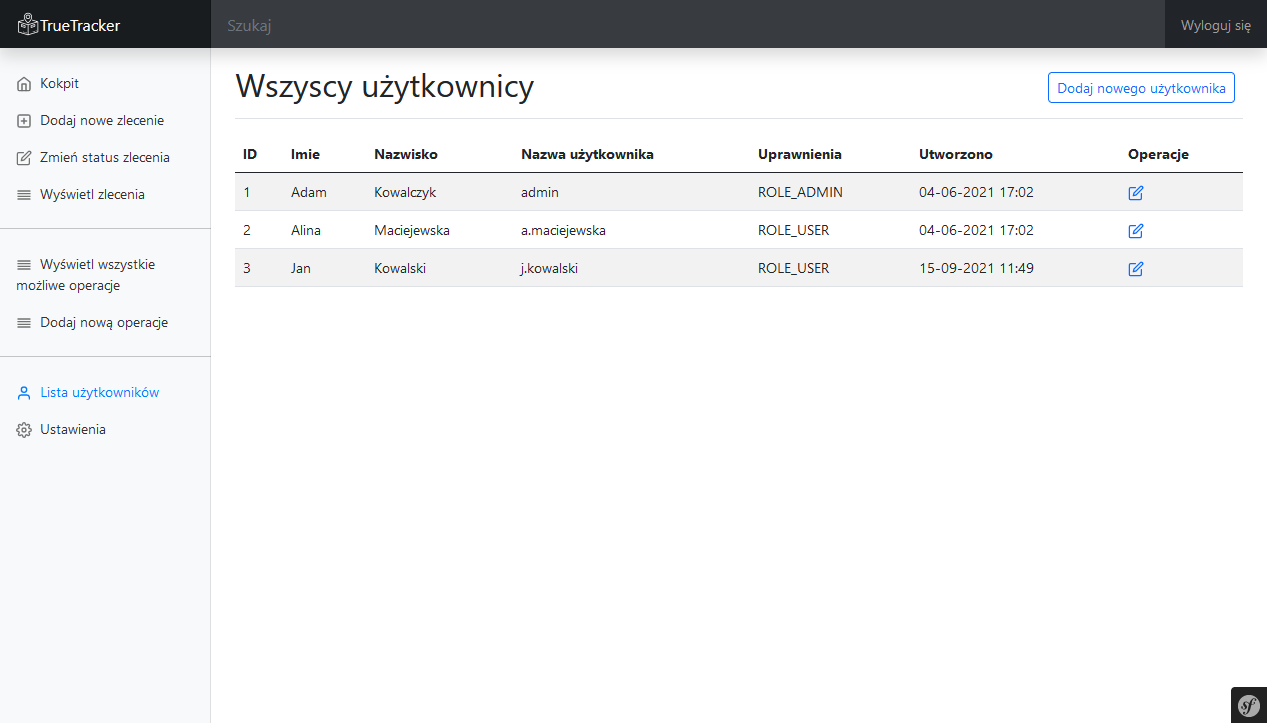 TrueTracker
Szukaj
Wyloguj się
Kokpit
Dodaj nowe zlecenie
Zmień status zlecenia
Wyświetl zlecenia
Wyświetl wszystkie
możliwe operacje
Dodaj nową operacje
Lista użytkowników
Ustawienia
Wszyscy użytkownicy
Dodaj nowego użytkownika
ID Imie Nazwisko Nazwa użytkownika Uprawnienia Utworzono Operacje
1 Adam Kowalczyk admin ROLE_ADMIN 04-06-2021 17:02
2 Alina Maciejewska a.maciejewska ROLE_USER 04-06-2021 17:02
3 Jan Kowalski j.kowalski ROLE_USER 15-09-2021 11:49
sf